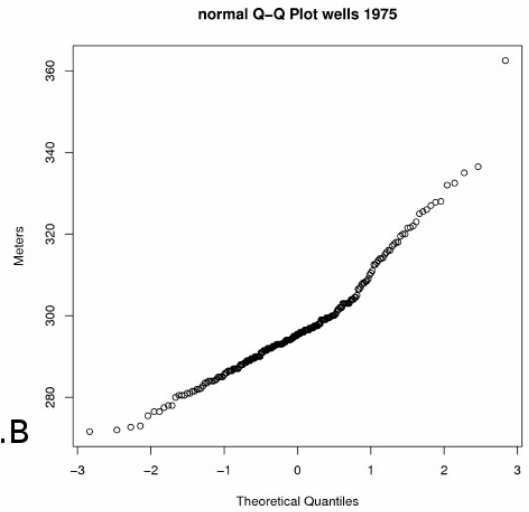 normal Q−Q Plot wells 1975
360
340
320
300
280
Meters
.B
−3 −2 −1 0 1 2 3
Theoretical Quantiles